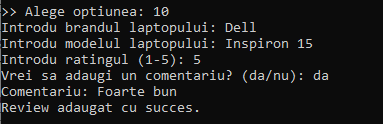 >> Alege optiunea: 10
Introdu brandul laptopului: Dell
Introdu modelul laptopului: Inspiron 15
Introdu ratingul (1-5): 5
Vrei sa adaugi un comentariu? (da/nu): da
Comentariu: Foarte bun
Review adaugat cu succes.